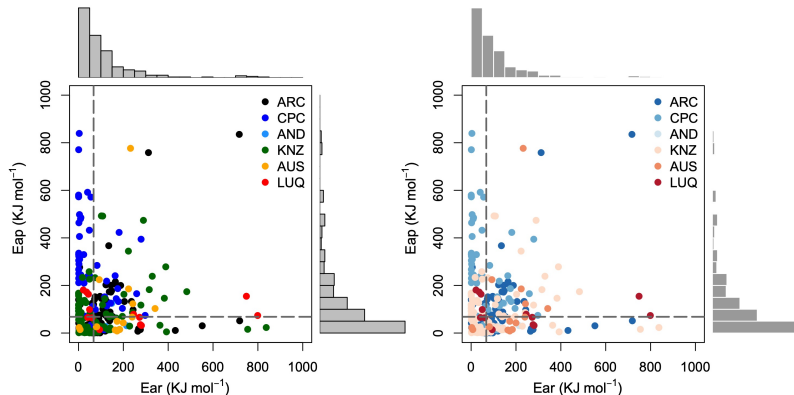 1000
800
600
400
200
0
Eap (KJ mol⁻¹)
ARC
CPC
AND
KNZ
AUS
LUQ
0 200 400 600 800 1000
Ear (KJ mol⁻¹)
1000
800
600
400
200
0
Eap (KJ mol⁻¹)
ARC
CPC
AND
KNZ
AUS
LUQ
0 200 400 600 800 1000
Ear (KJ mol⁻¹)